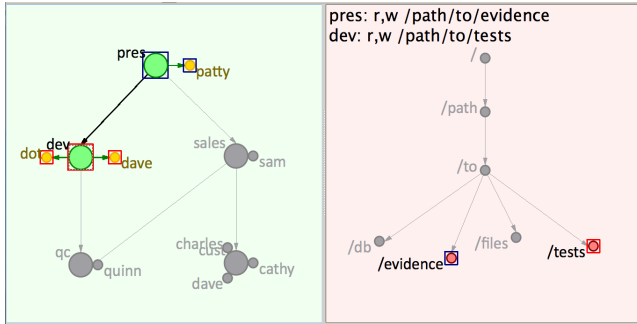 pres
patty
dev
dot
dave
sales
sam
qc
quinn
charles
cust
cathy
dave
pres: r,w /path/to/evidence
dev: r,w /path/to/tests
/
/path
/to
/db
/evidence
/files
/tests